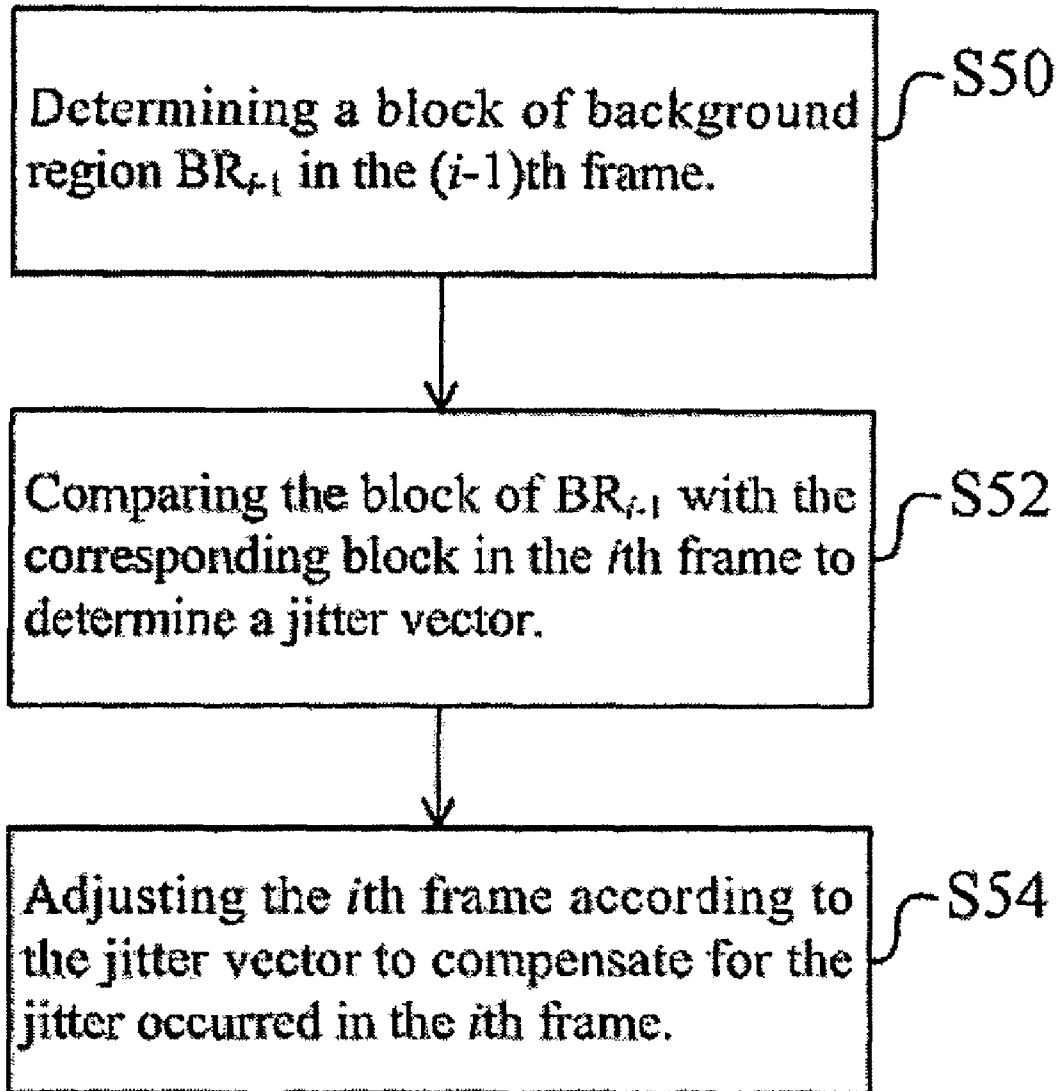 Determining a block of background
region BRi-1 in the (i-1)th frame.
S50
Comparing the block of BRi-1 with the
corresponding block in the ith frame to
determine a jitter vector.
S52
Adjusting the ith frame according to
the jitter vector to compensate for the
jitter occurred in the ith frame.
S54